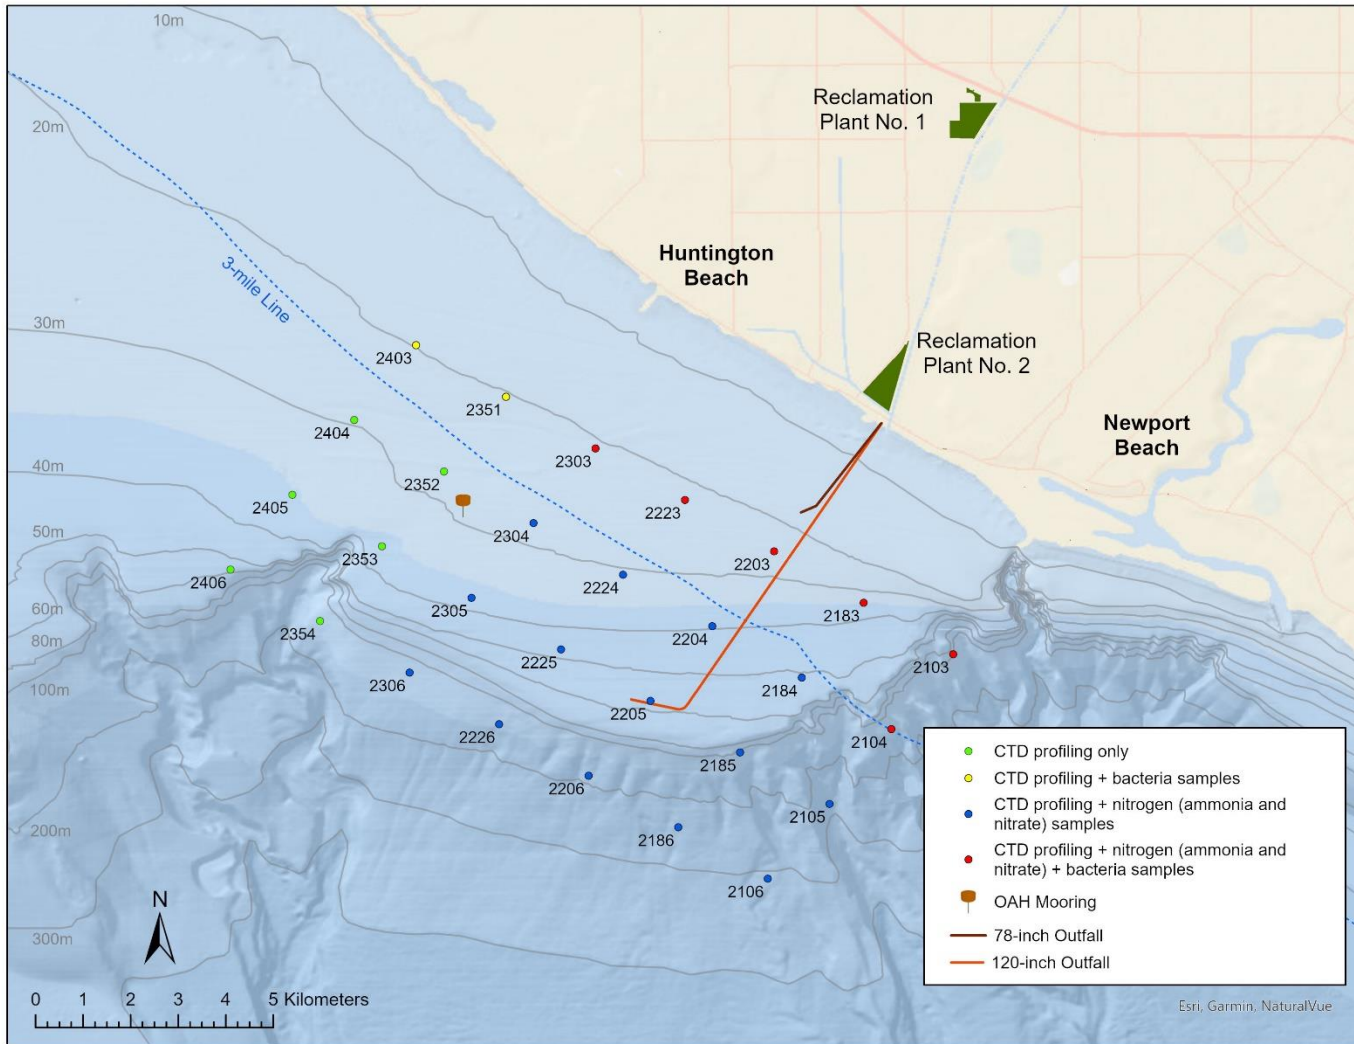 10m
Reclamation
Plant No. 1
20m
Huntington
Beach
3-mile Line
30m
2403
Reclamation
Plant No. 2
2351
2404
Newport
Beach
2303
2352
40m
2405
2223
2304
50m
2353
2203
2406
2224
2305
60m
2183
2354
2204
80m
2225
2103
100m
2306
2184
2205
2226
2104
2185
2206
2105
200m
2186
2106
300m
CTD profiling only
CTD profiling + bacteria samples
CTD profiling + nitrogen (ammonia and
nitrate) samples
CTD profiling + nitrogen (ammonia and
nitrate) + bacteria samples
OAH Mooring
78-inch Outfall
120-inch Outfall
N
0 1 2 3 4 5 Kilometers
Esri, Garmin, NaturalVue